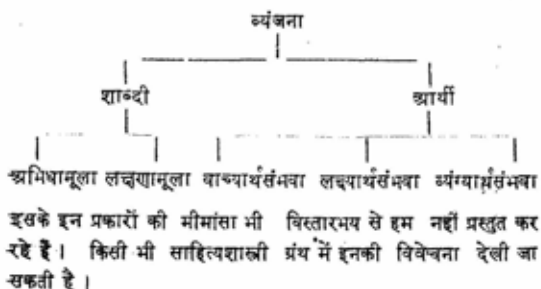 व्यंजना
शाब्दी आर्थी
अभिधामूला लक्षणामूला वाच्यार्थसंभवा लक्ष्यार्थसंभवा व्यंग्यार्थसंभवा
इसके इन प्रकारों की मीमांसा भी विस्तारभय से हम नहीं प्रस्तुत कर
रहे हैं। किसी भी साहित्यशास्त्री ग्रंथ में इनकी विवेचना देखी जा
सकती है।